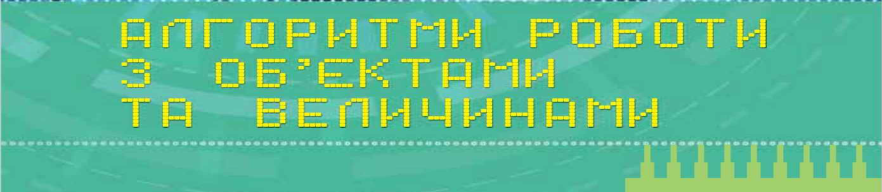 АЛГОРИТМИ РОБОТИ
З ОБ’ЄКТАМИ
ТА ВЕЛИЧИНАМИ